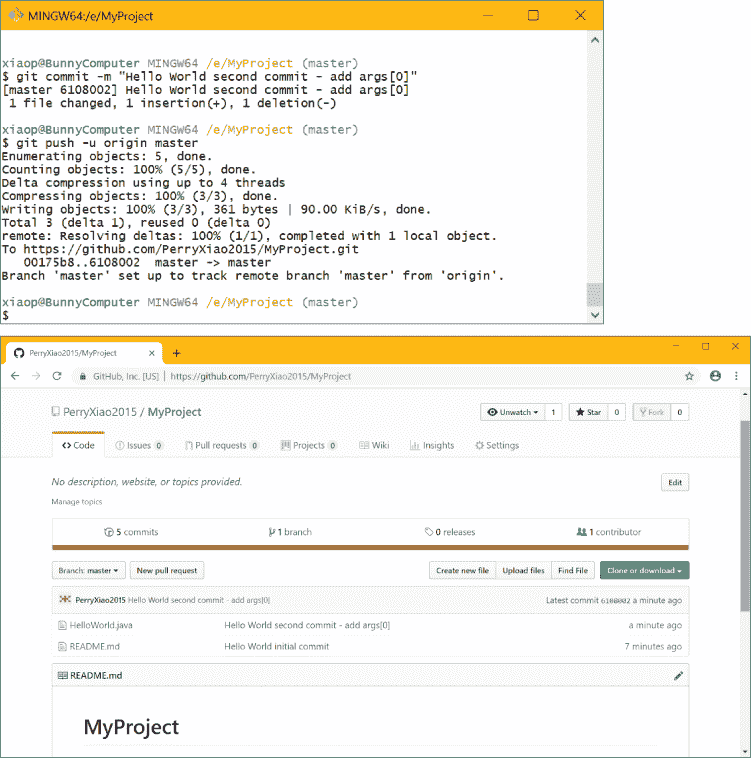 MINGW64:/e/MyProject
xiaop@BunnyComputer MINGW64 /e/MyProject (master)
$ git commit -m "Hello World second commit - add args[0]"
[master 6108002] Hello World second commit - add args[0]
1 file changed, 1 insertion(+), 1 deletion(-)
xiaop@BunnyComputer MINGW64 /e/MyProject (master)
$ git push -u origin master
Enumerating objects: 5, done.
Counting objects: 100% (5/5), done.
Delta compression using up to 4 threads
Compressing objects: 100% (3/3), done.
Writing objects: 100% (3/3), 361 bytes | 90.00 KiB/s, done.
Total 3 (delta 1), reused 0 (delta 0)
remote: Resolving deltas: 100% (1/1), completed with 1 local object.
To https://github.com/PerryXiao2015/MyProject.git
00175b8..6108002  master -> master
Branch 'master' set up to track remote branch 'master' from 'origin'.
xiaop@BunnyComputer MINGW64 /e/MyProject (master)
$
PerryXiao2015/MyProject
GitHub, Inc. [US] | https://github.com/PerryXiao2015/MyProject
PerryXiao2015 / MyProject Unwatch 1 Star 0 Fork 0
Code Issues 0 Pull requests 0 Projects 0 Wiki Insights Settings
No description, website, or topics provided. Edit
Manage topics
5 commits 1 branch 0 releases 1 contributor
Branch: master New pull request Create new file Upload files Find File Clone or download
PerryXiao2015 Hello World second commit - add args[0] Latest commit 6108002 a minute ago
HelloWorld.java Hello World second commit - add args[0] a minute ago
README.md Hello World initial commit 7 minutes ago
README.md
MyProject